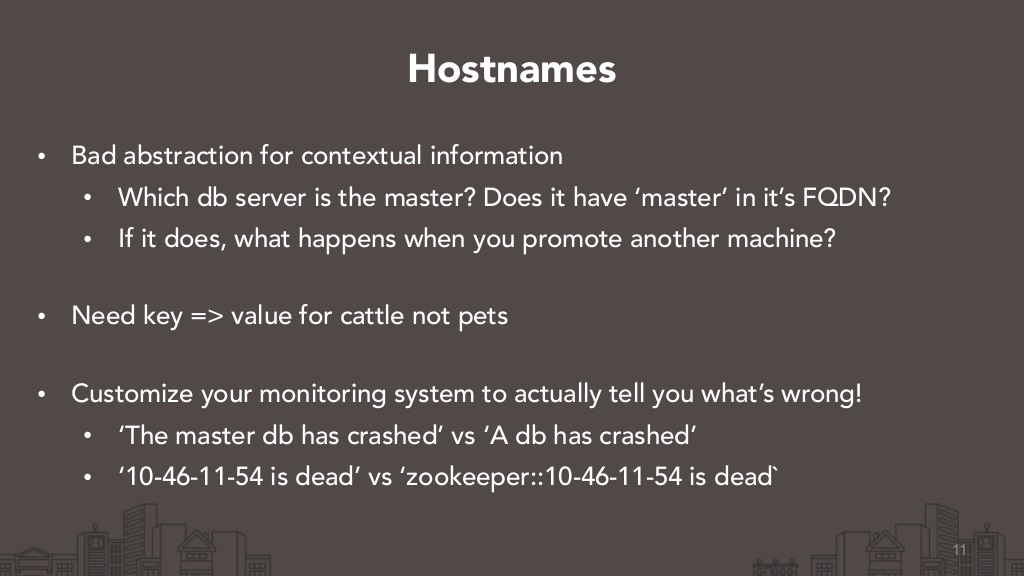 Hostnames
• Bad abstraction for contextual information
• Which db server is the master? Does it have ‘master’ in it’s FQDN?
• If it does, what happens when you promote another machine?
• Need key => value for cattle not pets
• Customize your monitoring system to actually tell you what’s wrong!
• ‘The master db has crashed’ vs ‘A db has crashed’
• ‘10-46-11-54 is dead’ vs ‘zookeeper::10-46-11-54 is dead`
11